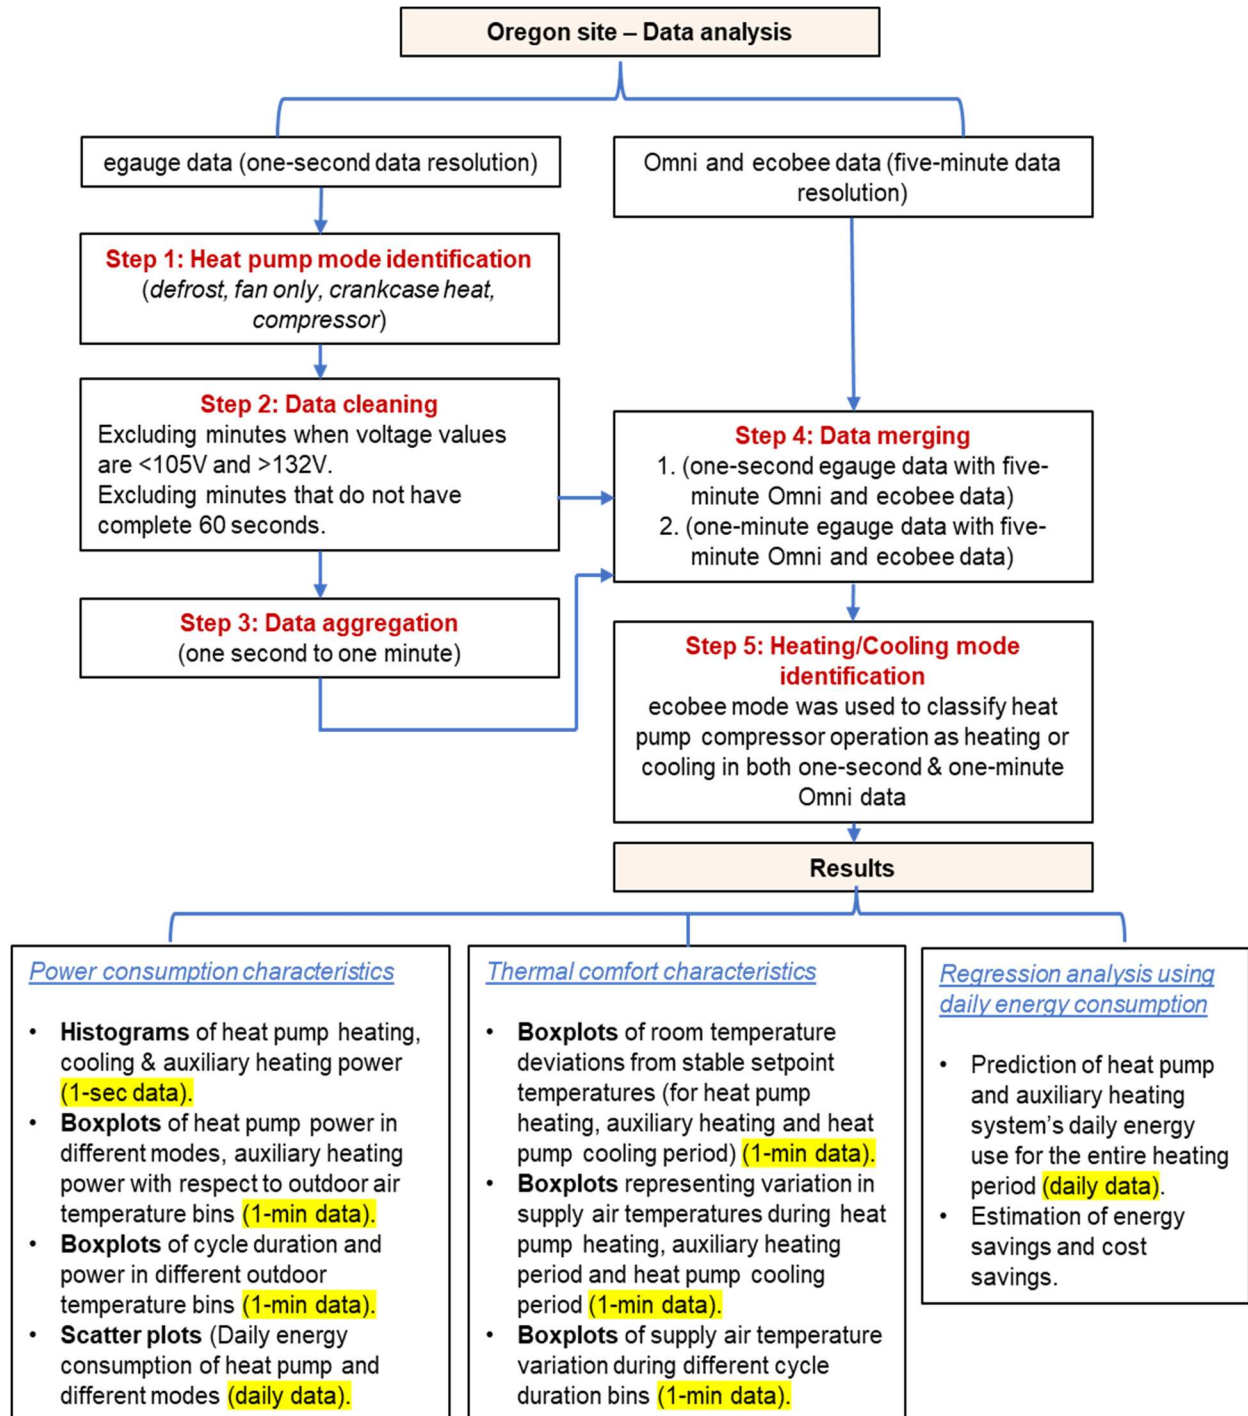 Oregon site – Data analysis
egauge data (one-second data resolution)
Omni and ecobee data (five-minute data
resolution)
Step 1: Heat pump mode identification
(defrost, fan only, crankcase heat,
compressor)
Step 2: Data cleaning
Excluding minutes when voltage values
are <105V and >132V.
Excluding minutes that do not have
complete 60 seconds.
Step 3: Data aggregation
(one second to one minute)
Step 4: Data merging
1. (one-second egauge data with five-
minute Omni and ecobee data)
2. (one-minute egauge data with five-
minute Omni and ecobee data)
Step 5: Heating/Cooling mode
identification
ecobee mode was used to classify heat
pump compressor operation as heating or
cooling in both one-second & one-minute
Omni data
Results
Power consumption characteristics
• Histograms of heat pump heating,
cooling & auxiliary heating power
(1-sec data).
• Boxplots of heat pump power in
different modes, auxiliary heating
power with respect to outdoor air
temperature bins (1-min data).
• Boxplots of cycle duration and
power in different outdoor
temperature bins (1-min data).
• Scatter plots (Daily energy
consumption of heat pump and
different modes (daily data).
Thermal comfort characteristics
• Boxplots of room temperature
deviations from stable setpoint
temperatures (for heat pump
heating, auxiliary heating and heat
pump cooling period) (1-min data).
• Boxplots representing variation in
supply air temperatures during heat
pump heating, auxiliary heating
period and heat pump cooling
period (1-min data).
• Boxplots of supply air temperature
variation during different cycle
duration bins (1-min data).
Regression analysis using
daily energy consumption
• Prediction of heat pump
and auxiliary heating
system's daily energy
use for the entire heating
period (daily data).
• Estimation of energy
savings and cost
savings.